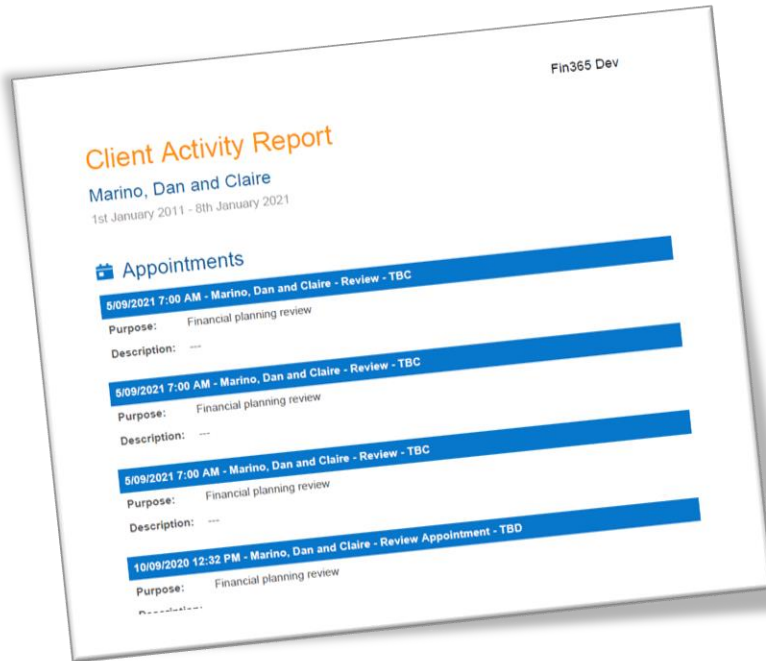 Fin365 Dev
Client Activity Report
Marino, Dan and Claire
1st January 2011 - 8th January 2021
Appointments
5/09/2021 7:00 AM - Marino, Dan and Claire - Review - TBC
Purpose: Financial planning review
Description: ---
5/09/2021 7:00 AM - Marino, Dan and Claire - Review - TBC
Purpose: Financial planning review
Description: ---
5/09/2021 7:00 AM - Marino, Dan and Claire - Review - TBC
Purpose: Financial planning review
Description: ---
10/09/2020 12:32 PM - Marino, Dan and Claire - Review Appointment - TBD
Purpose: Financial planning review